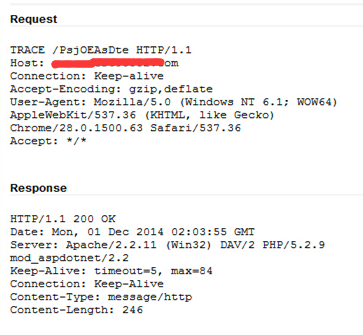 Request
TRACE /PsjOEAsDte HTTP/1.1
Host: om
Connection: Keep-alive
Accept-Encoding: gzip,deflate
User-Agent: Mozilla/5.0 (Windows NT 6.1; WOW64)
AppleWebKit/537.36 (KHTML, like Gecko)
Chrome/28.0.1500.63 Safari/537.36
Accept: */*
Response
HTTP/1.1 200 OK
Date: Mon, 01 Dec 2014 02:03:55 GMT
Server: Apache/2.2.11 (Win32) DAV/2 PHP/5.2.9
mod_aspdotnet/2.2
Keep-Alive: timeout=5, max=84
Connection: Keep-Alive
Content-Type: message/http
Content-Length: 246